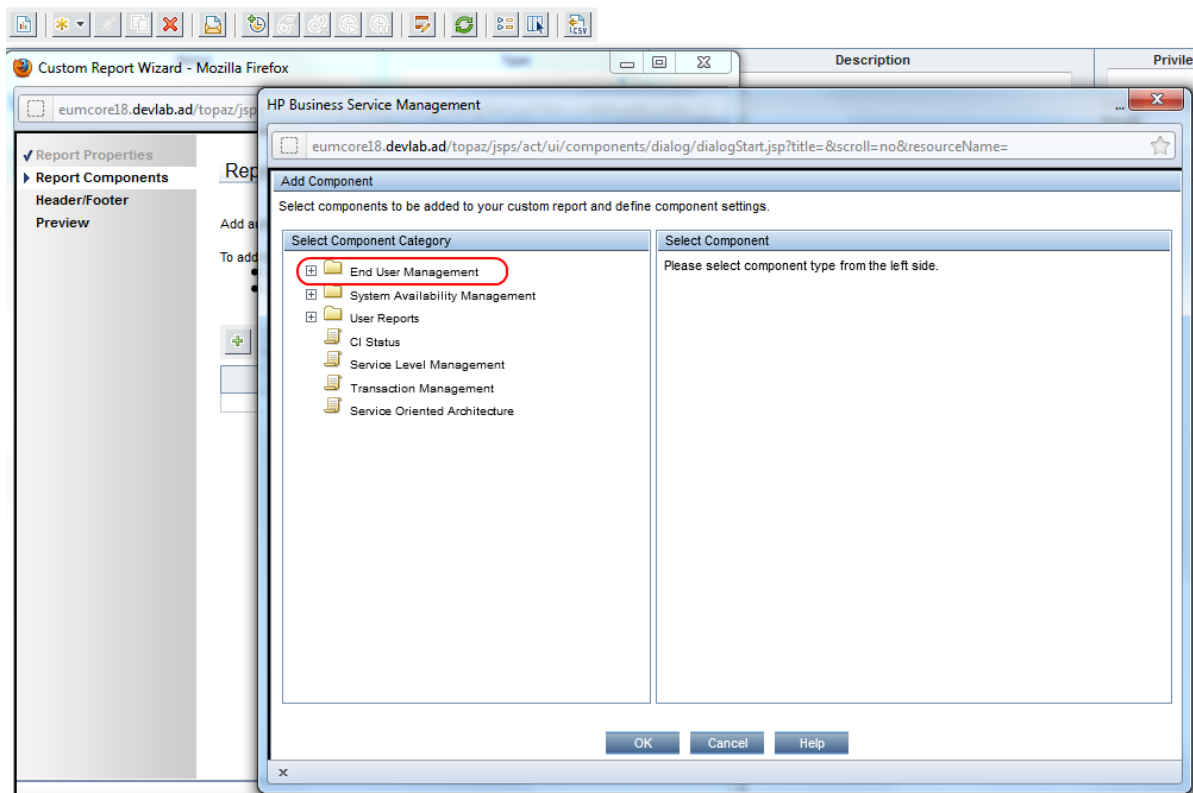 CSV
Description
Privile
Custom Report Wizard - Mozilla Firefox
eumcore18.devlab.ad/topaz/jsp
HP Business Service Management
...
eumcore18.devlab.ad/topaz/jsps/act/ui/components/dialog/dialogStart.jsp?title=&scroll=no&resourceName=
Report Properties
Report Components
Header/Footer
Preview
Rep
Add a
To add
Add Component
Select components to be added to your custom report and define component settings.
Select Component Category
Select Component
End User Management
Please select component type from the left side.
System Availability Management
User Reports
CI Status
Service Level Management
Transaction Management
Service Oriented Architecture
OK
Cancel
Help
x